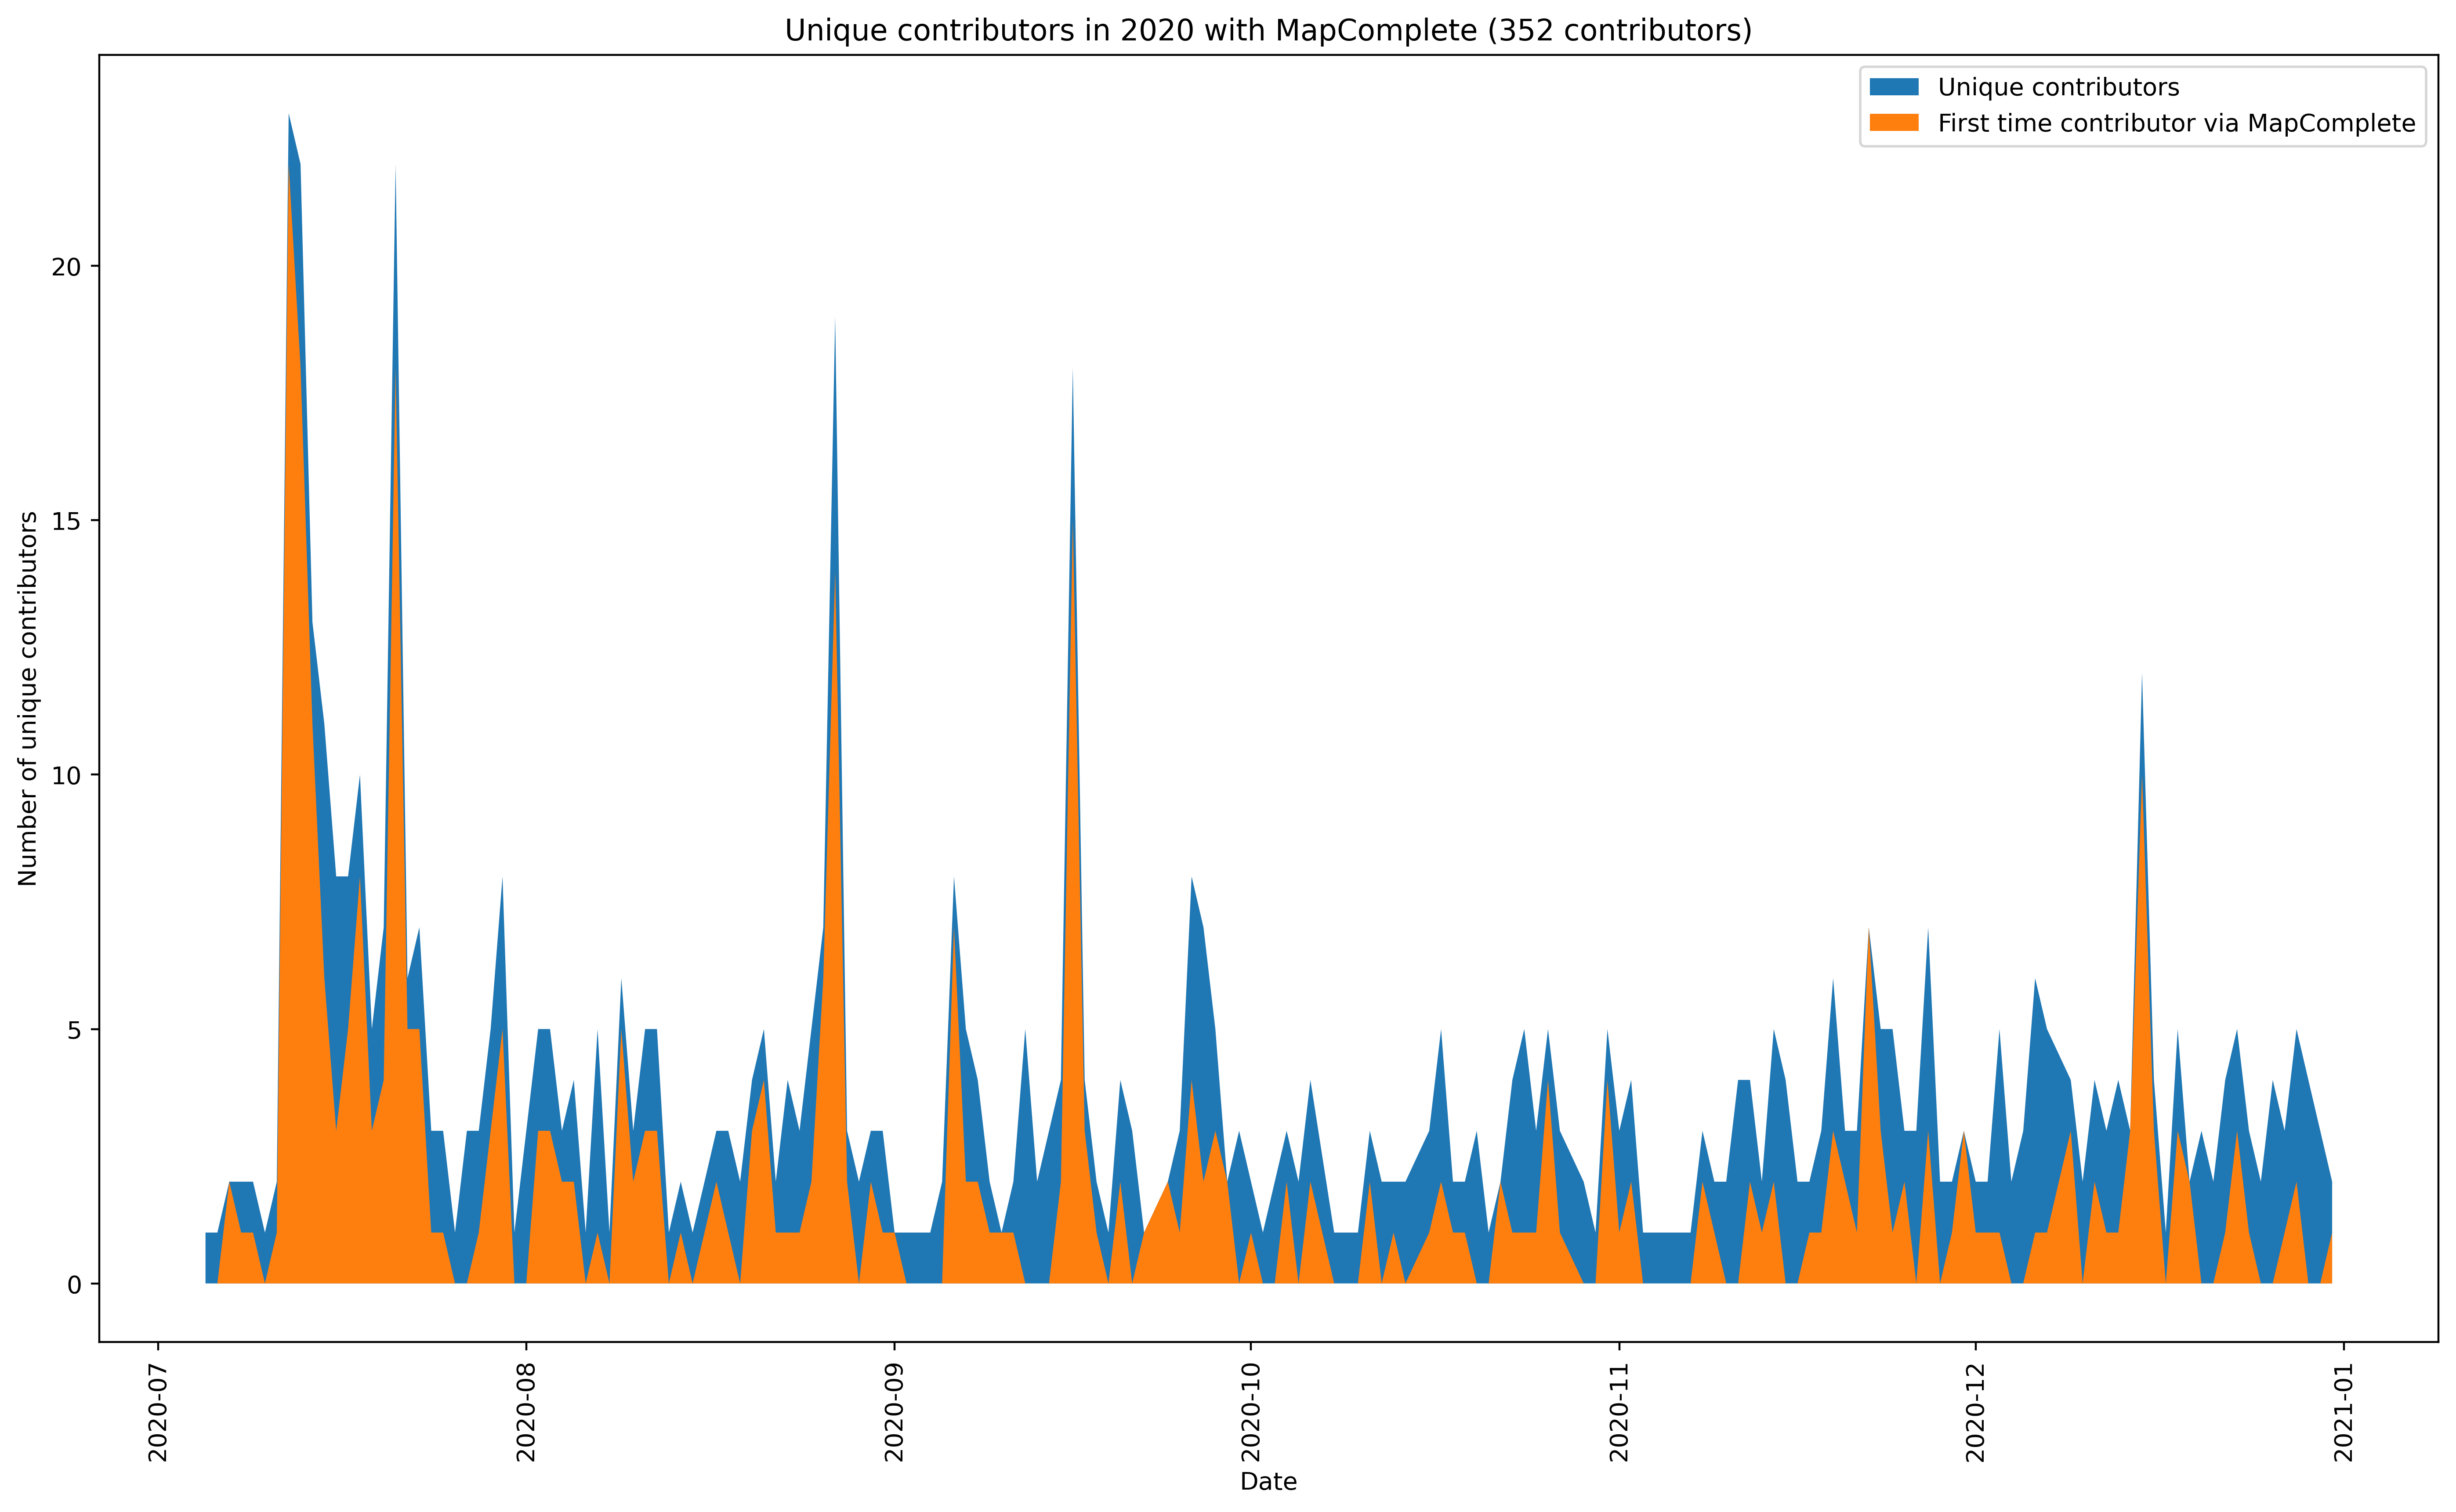 Unique contributors in 2020 with MapComplete (352 contributors)
Unique contributors
First time contributor via MapComplete
Number of unique contributors
20
15
10
5
0
2020-07
2020-08
2020-09
2020-10
2020-11
2020-12
2021-01
Date